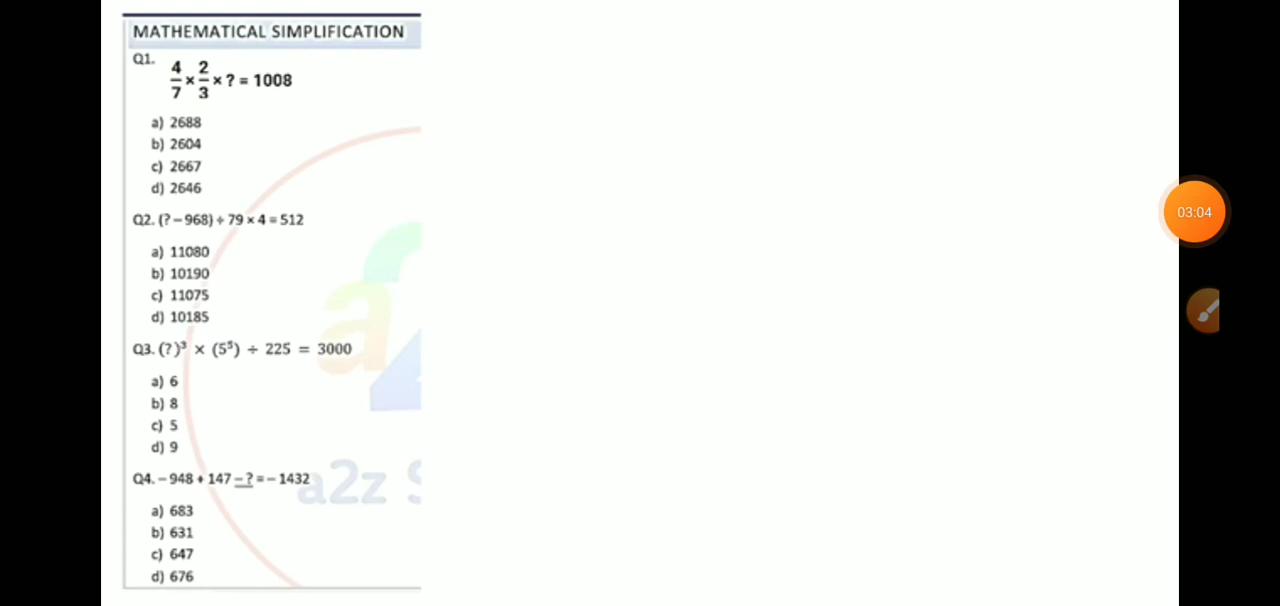 MATHEMATICAL SIMPLIFICATION
Q1.
4/7 × 2/3 × ? = 1008
a) 2688
b) 2604
c) 2667
d) 2646
Q2. (? – 968) ÷ 79 × 4 = 512
a) 11080
b) 10190
c) 11075
d) 10185
Q3. (?)³ × (5⁵) ÷ 225 = 3000
a) 6
b) 8
c) 5
d) 9
Q4. – 948 + 147 – ? = – 1432
a) 683
b) 631
c) 647
d) 676
a2z S
03:04